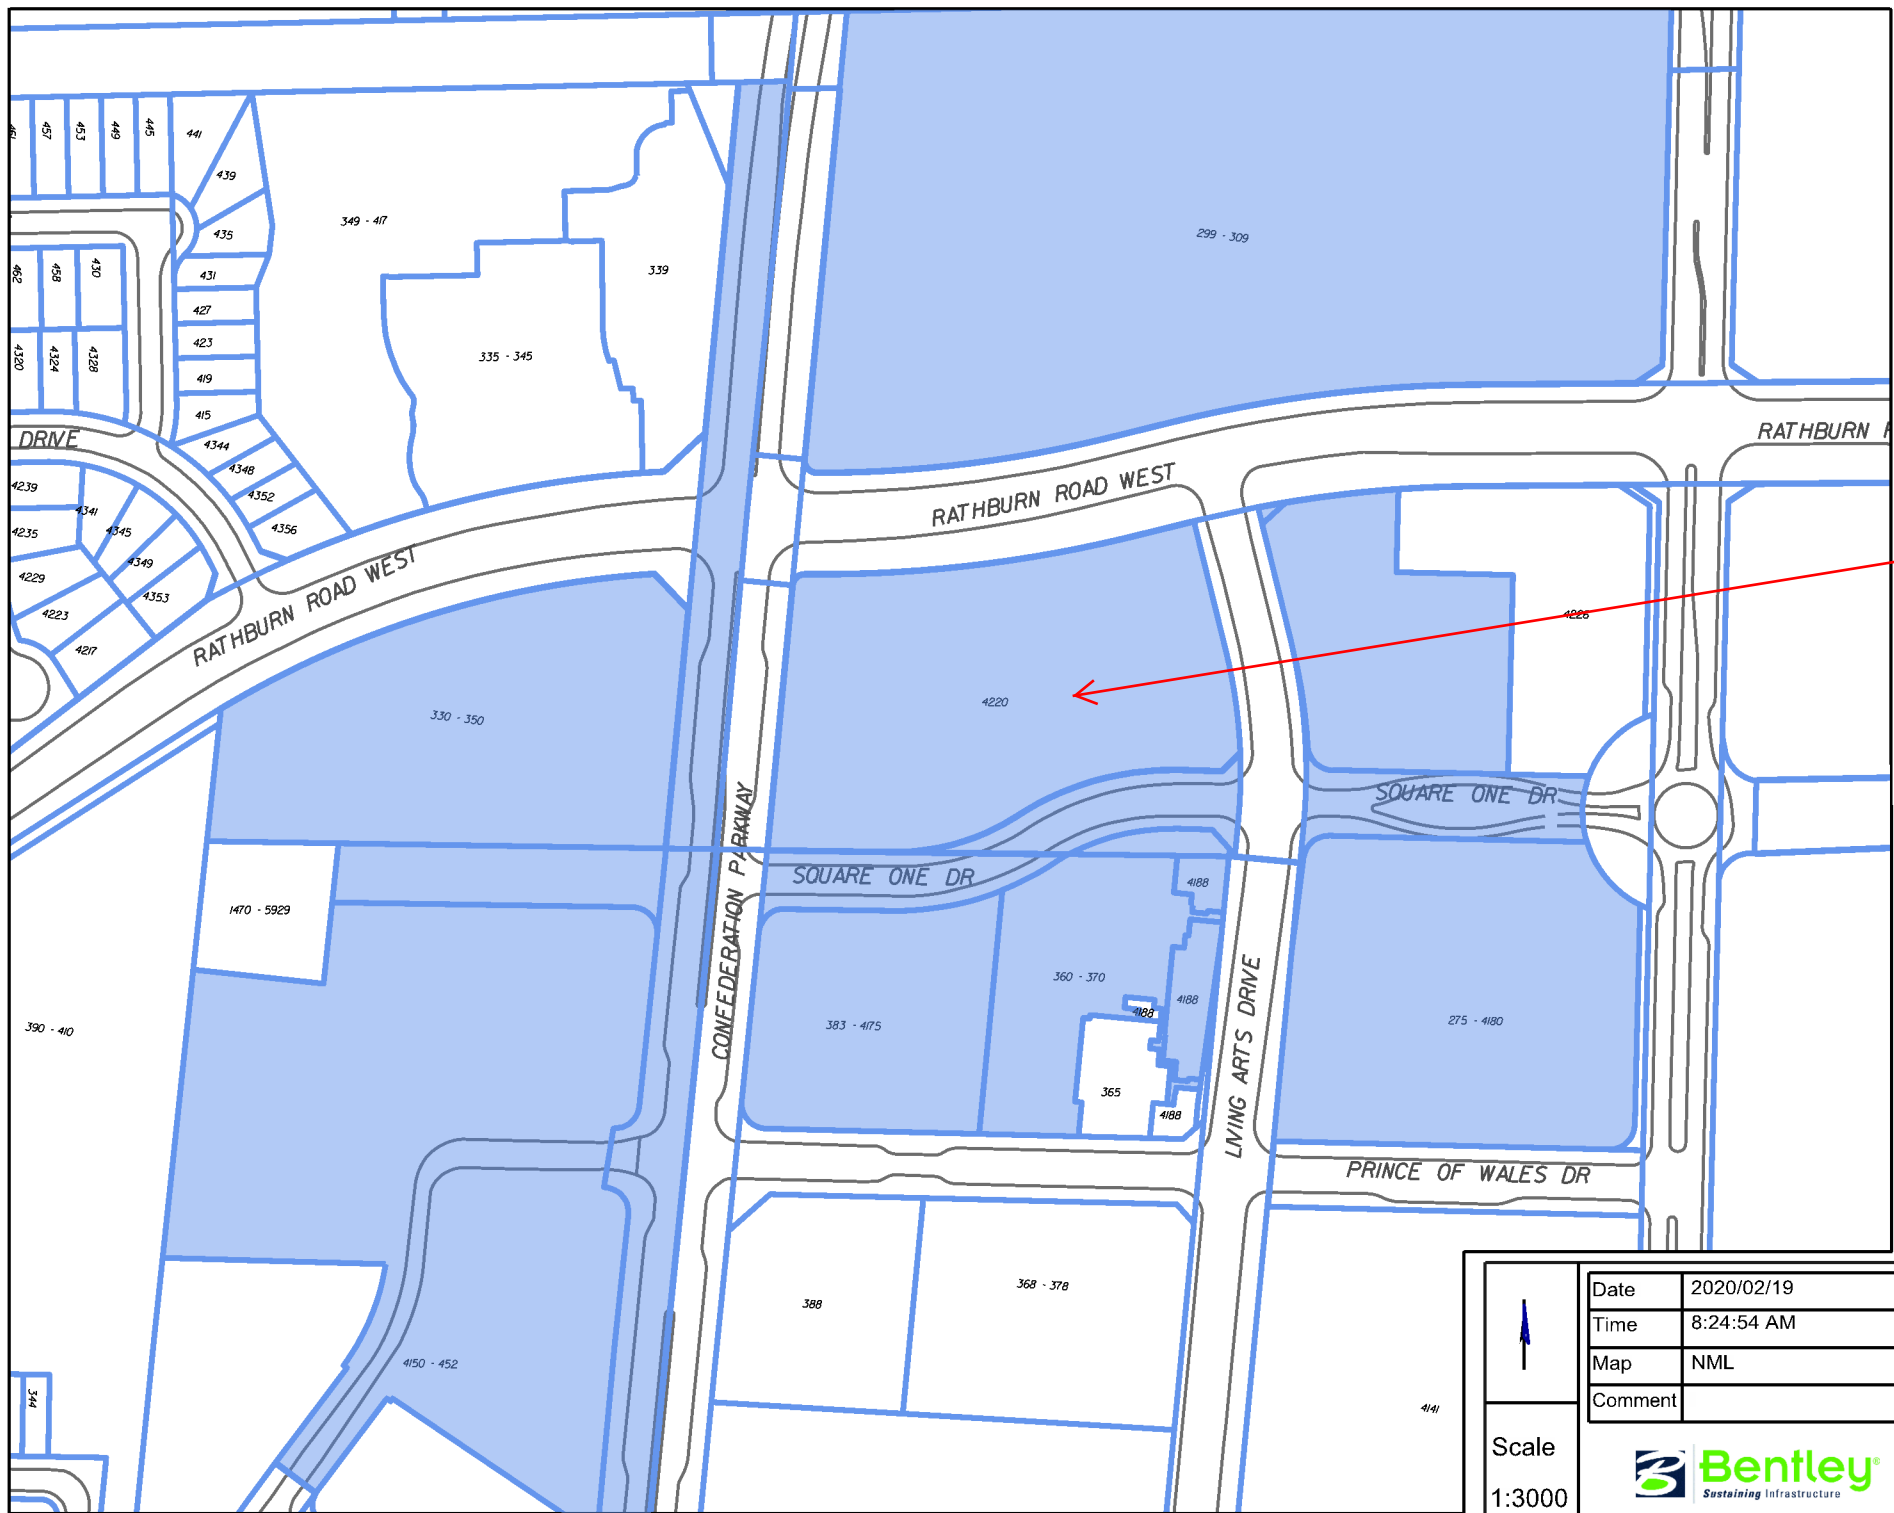 457
453
449
445
441
439
435
431
427
423
419
415
349 - 417
339
335 - 345
299 - 309
462
458
430
4320
4324
4328
DRIVE
4344
4348
4352
4356
4239
4235
4229
4223
4217
4341
4345
4349
4353
RATHBURN ROAD WEST
RATHBURN ROAD WEST
RATHBURN
4226
4220
330 - 350
SQUARE ONE DR
CONFEDERATION PARKWAY
SQUARE ONE DR
4188
1470 - 5929
360 - 370
4188
4188
383 - 4175
275 - 4180
390 - 410
365
4188
LIVING ARTS DRIVE
PRINCE OF WALES DR
368 - 378
388
4150 - 452
344
4141
Date 2020/02/19
Time 8:24:54 AM
Map NML
Comment
Scale
1:3000
Bentley®
Sustaining Infrastructure